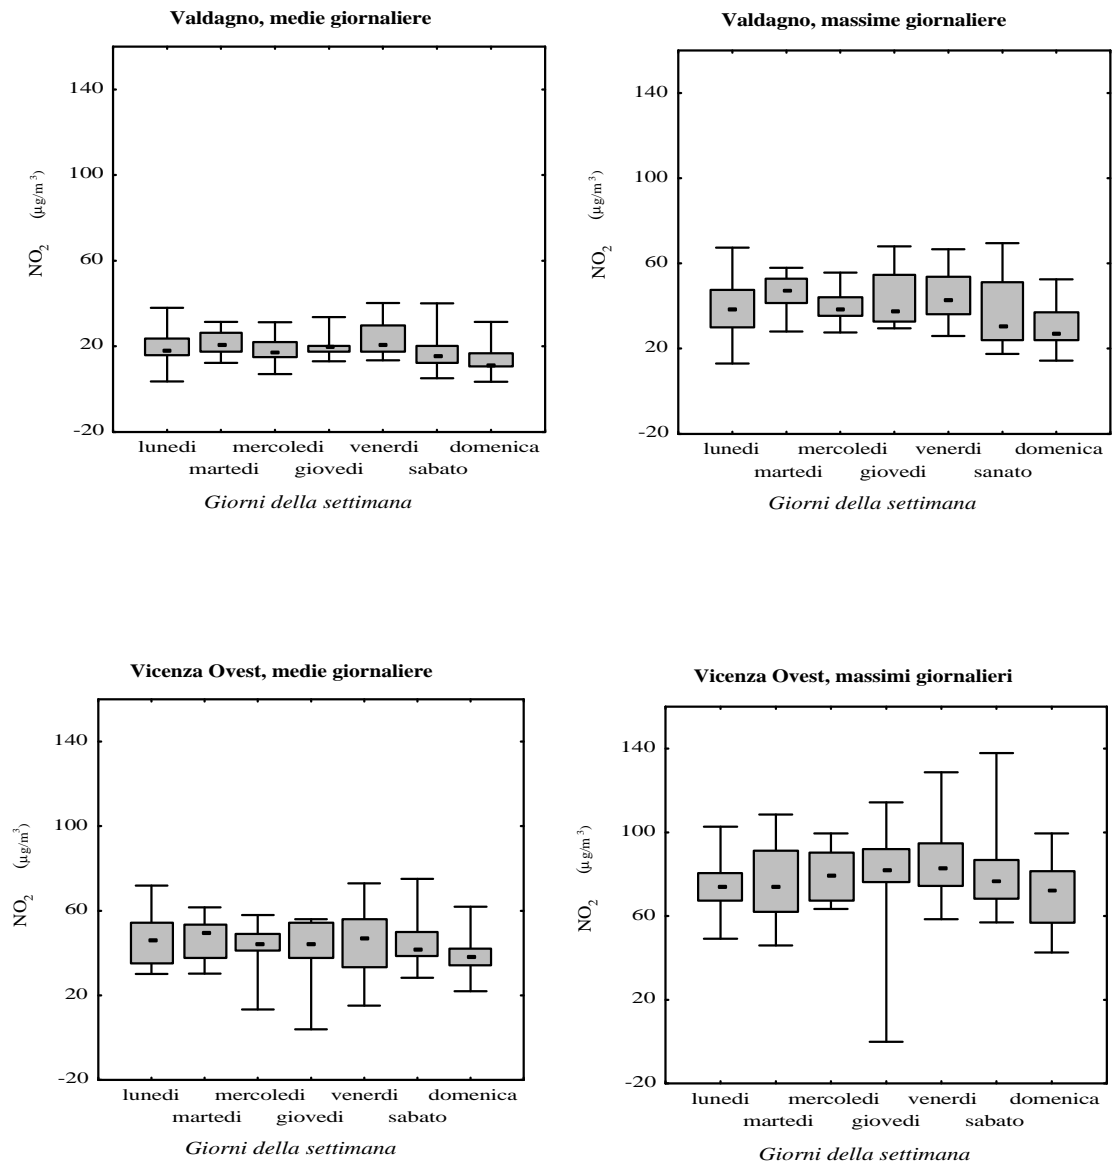 Valdagno, medie giornaliere
140
100
60
20
-20
NO2 (µg/m3)
lunedi mercoledi venerdi domenica
martedi giovedi sabato
Giorni della settimana
Valdagno, massime giornaliere
140
100
60
20
-20
NO2 (µg/m3)
lunedi mercoledi venerdi domenica
martedi giovedi sanato
Giorni della settimana
Vicenza Ovest, medie giornaliere
140
100
60
20
-20
NO2 (µg/m3)
lunedi mercoledi venerdi domenica
martedi giovedi sabato
Giorni della settimana
Vicenza Ovest, massimi giornalieri
140
100
60
20
-20
NO2 (µg/m3)
lunedi mercoledi venerdi domenica
martedi giovedi sabato
Giorni della settimana